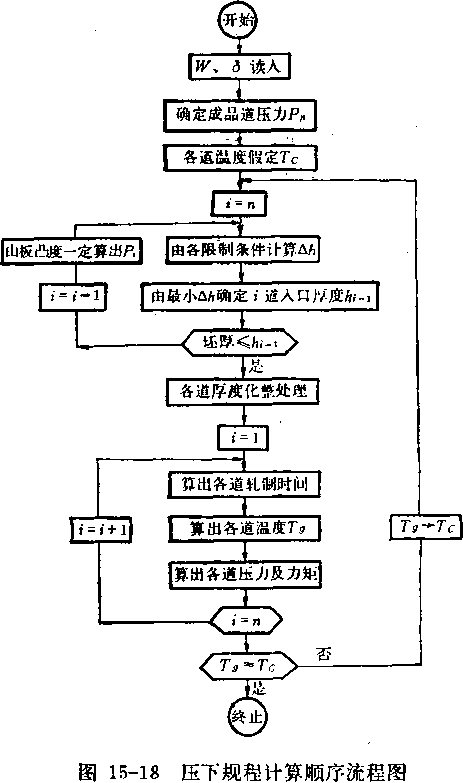 开始
W、δ 读入
确定成品道压力Pn
各道温度假定TC
i=n
由板凸度一定算出Pi
由各限制条件计算Δh
i=i-1
由最小Δh确定 i 道入口厚度hi-1
坯厚≤hi-1
是
各道厚度化整处理
i=1
算出各道轧制时间
i=i+1
算出各道温度Tg
Tg→TC
算出各道压力及力矩
i=n
Tg≈TC
否
是
终止
图 15-18 压下规程计算顺序流程图